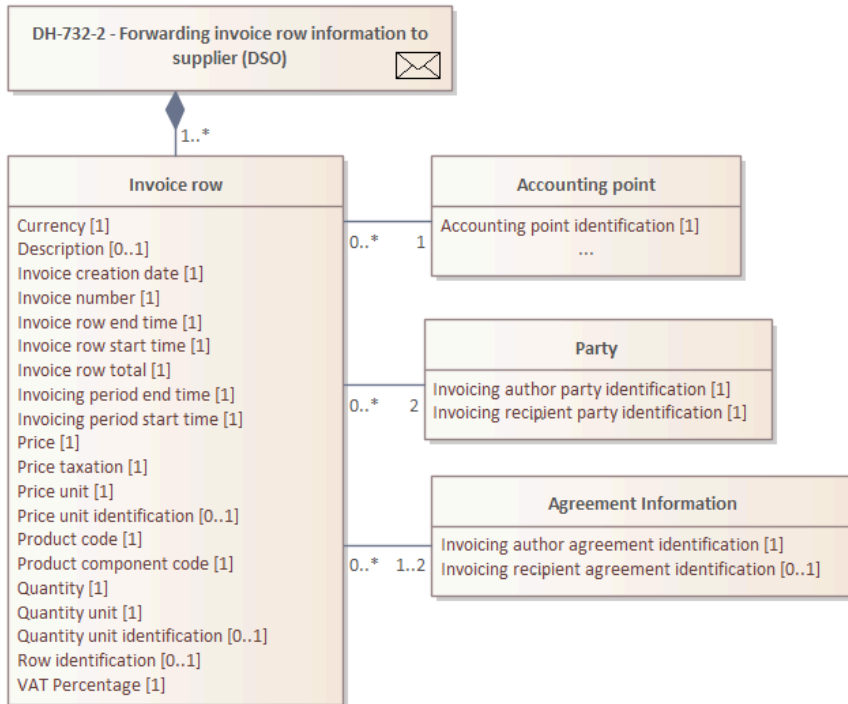 DH-732-2 - Forwarding invoice row information to
supplier (DSO)
1..*
Invoice row
Currency [1]
Description [0..1]
Invoice creation date [1]
Invoice number [1]
Invoice row end time [1]
Invoice row start time [1]
Invoice row total [1]
Invoicing period end time [1]
Invoicing period start time [1]
Price [1]
Price taxation [1]
Price unit [1]
Price unit identification [0..1]
Product code [1]
Product component code [1]
Quantity [1]
Quantity unit [1]
Quantity unit identification [0..1]
Row identification [0..1]
VAT Percentage [1]
0..* 1
Accounting point
Accounting point identification [1]
...
0..* 2
Party
Invoicing author party identification [1]
Invoicing recipient party identification [1]
0..* 1..2
Agreement Information
Invoicing author agreement identification [1]
Invoicing recipient agreement identification [0..1]